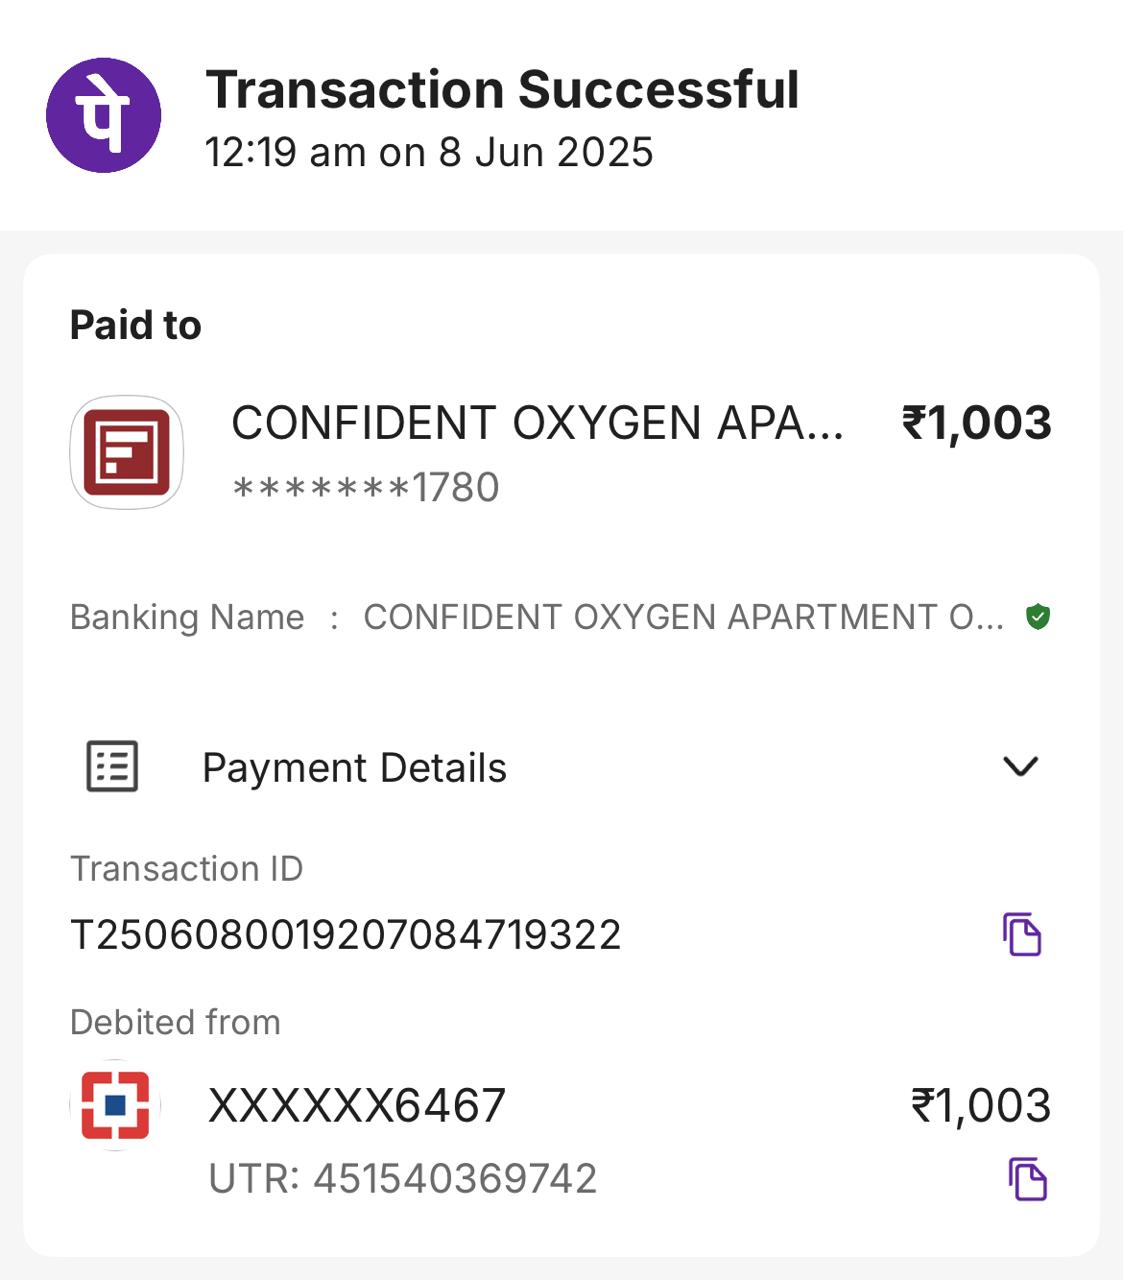 पे
Transaction Successful
12:19 am on 8 Jun 2025
Paid to
CONFIDENT OXYGEN APA... ₹1,003
*******1780
Banking Name : CONFIDENT OXYGEN APARTMENT O...
Payment Details
Transaction ID
T2506080019207084719322
Debited from
XXXXXX6467 ₹1,003
UTR: 451540369742